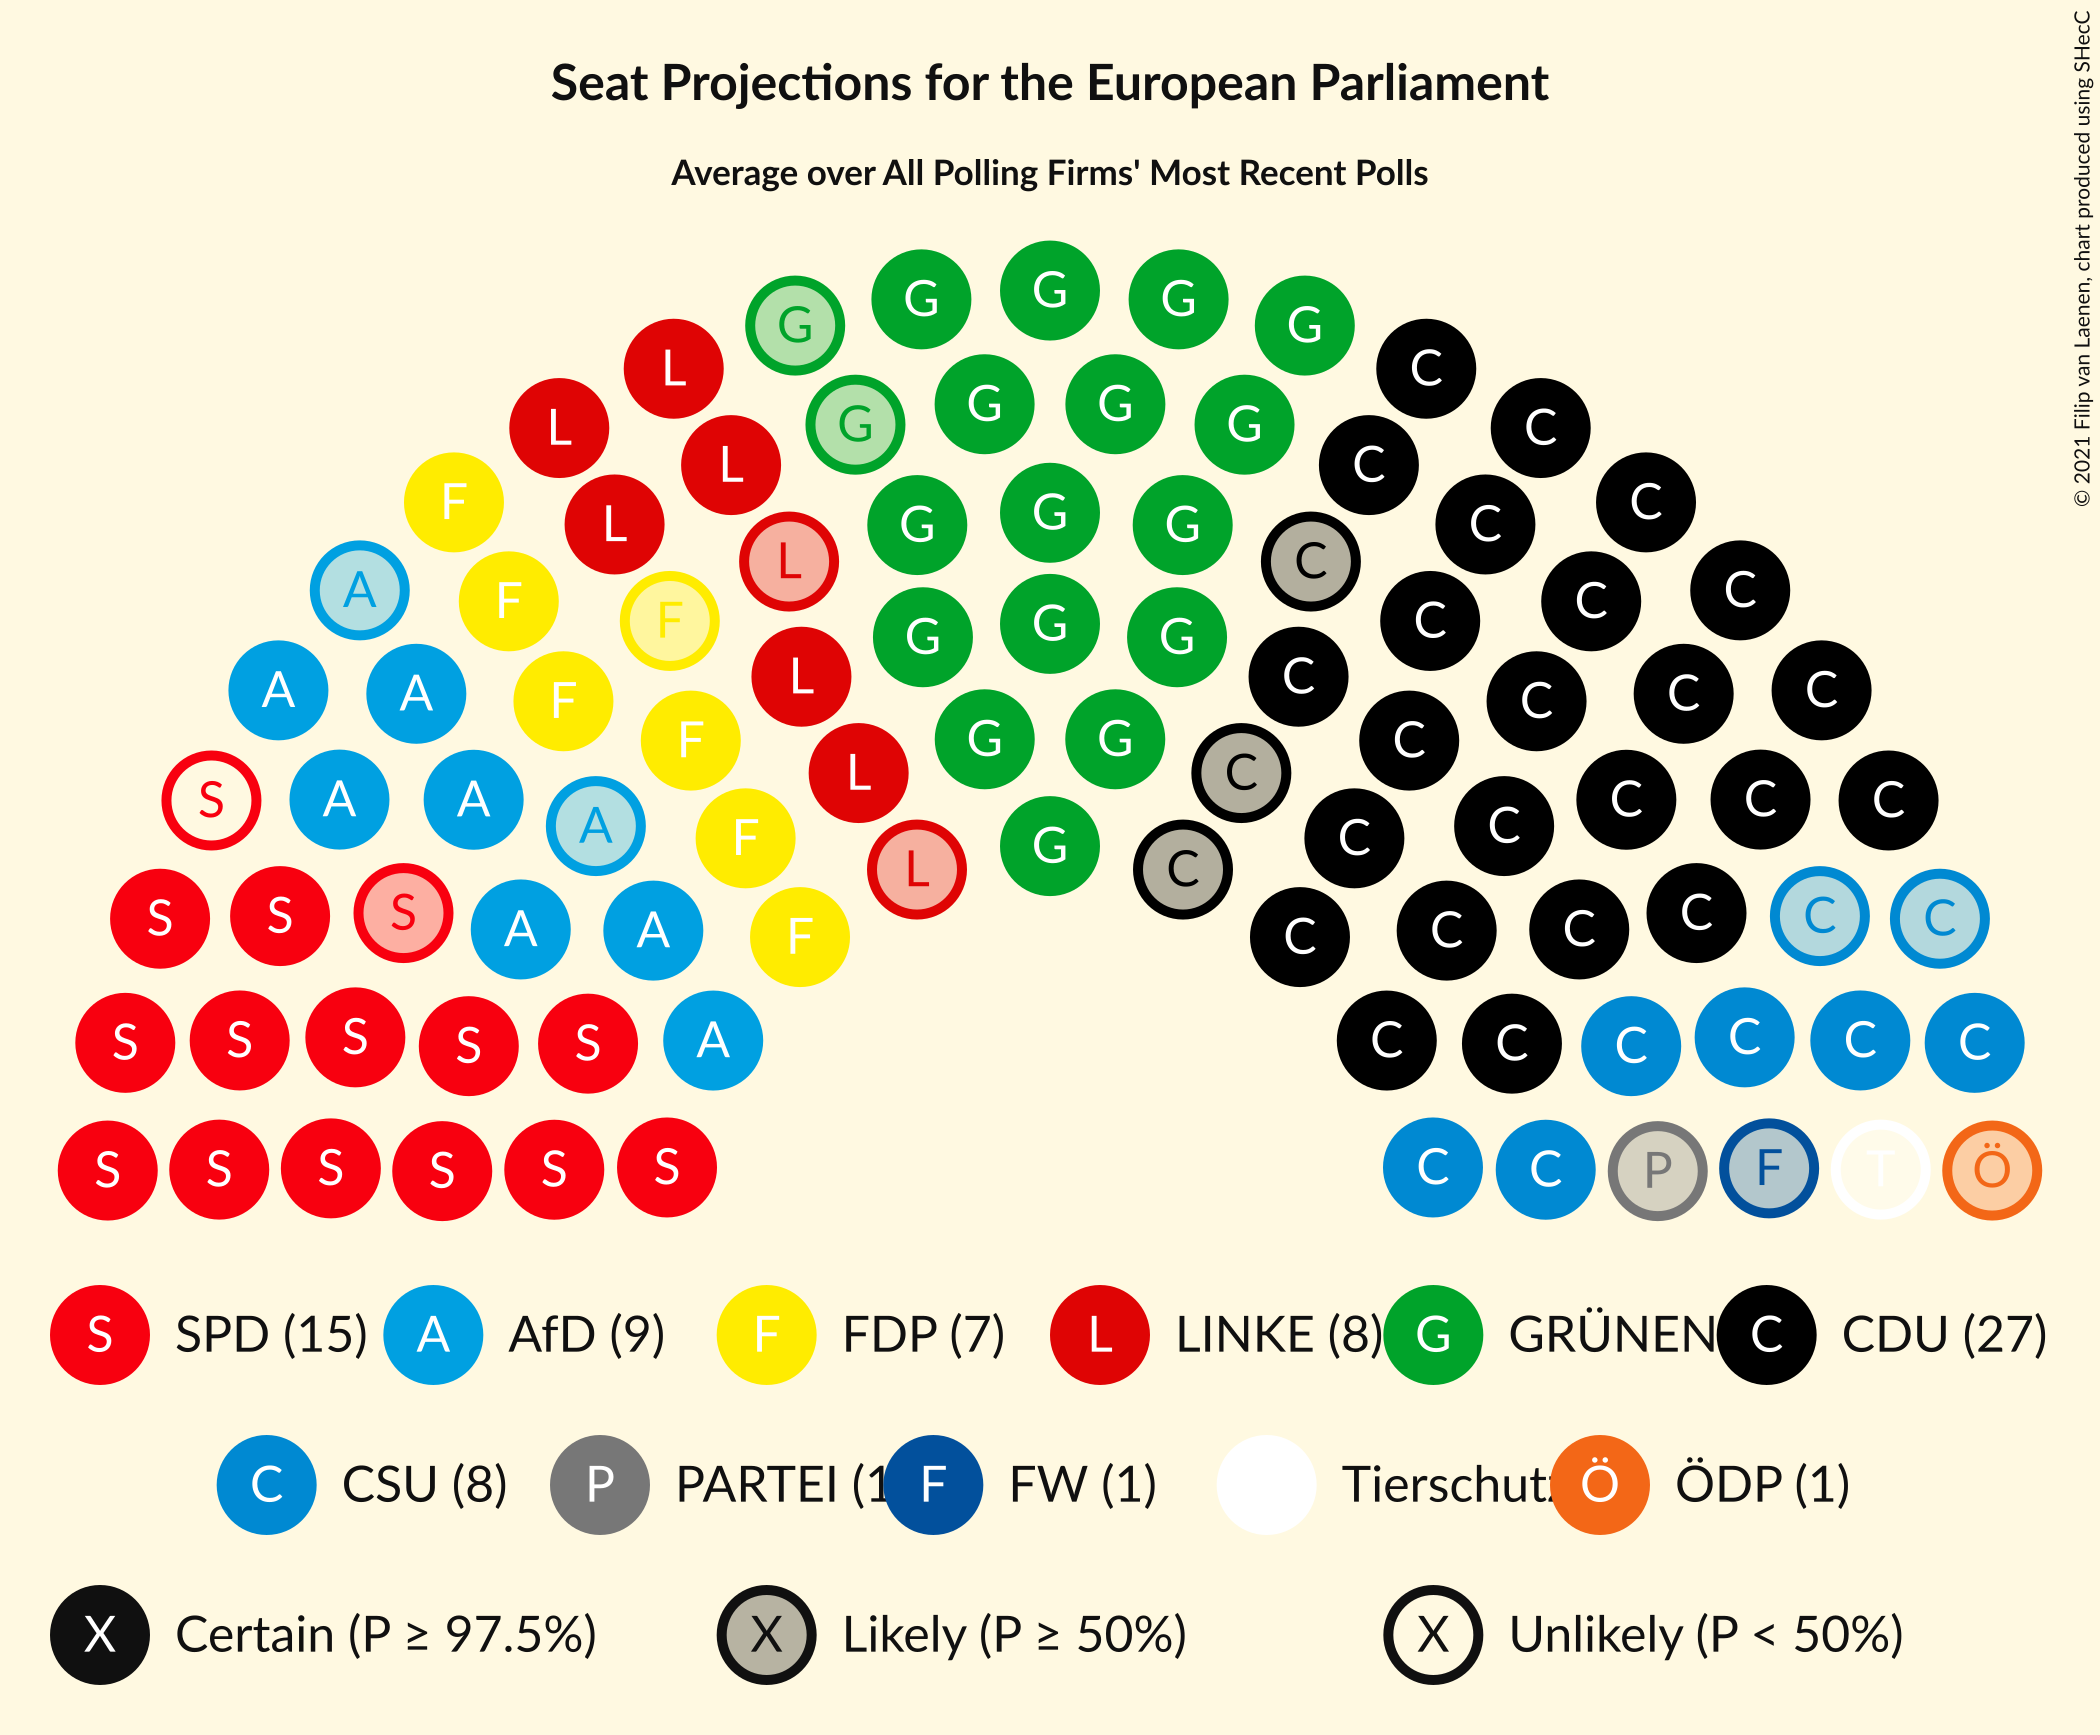 Seat Projections for the European Parliament
Average over All Polling Firms' Most Recent Polls
© 2021 Filip van Laenen, chart produced using SHecC
G G G G G
L G G G G G C
L L G G G C C
F L L G G G C C C
A F F L G G G C C C C
A A F F L G G C C C C C
S A A A F L G C C C C C C
S S S A A F L C C C C C C C C
S S S S S A C C C C C C
S S S S S S C C P F T Ö
S SPD (15) A AfD (9) F FDP (7) L LINKE (8) G GRÜNEN C CDU (27)
C CSU (8) P PARTEI (1 F FW (1) Tierschutz Ö ÖDP (1)
X Certain (P ≥ 97.5%) X Likely (P ≥ 50%) X Unlikely (P < 50%)